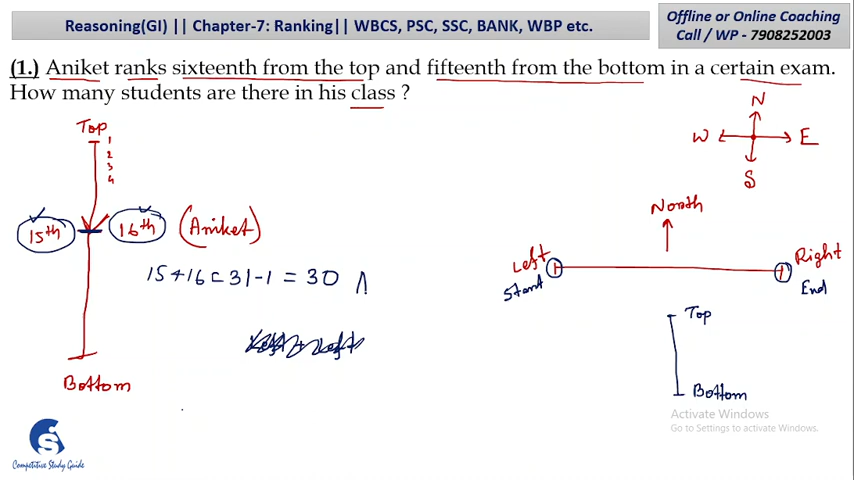 Reasoning(GI) || Chapter-7: Ranking|| WBCS, PSC, SSC, BANK, WBP etc.
Offline or Online Coaching
Call / WP - 7908252003
(1.) Aniket ranks sixteenth from the top and fifteenth from the bottom in a certain exam.
How many students are there in his class ?
N
W E
S
Top
1
2
3
4
15th 16th (Aniket)
15+16=31-1 = 30
North
Left Right
Start End
Top
Bottom
Bottom
Activate Windows
Go to Settings to activate Windows.
S
Competitive Study Guide